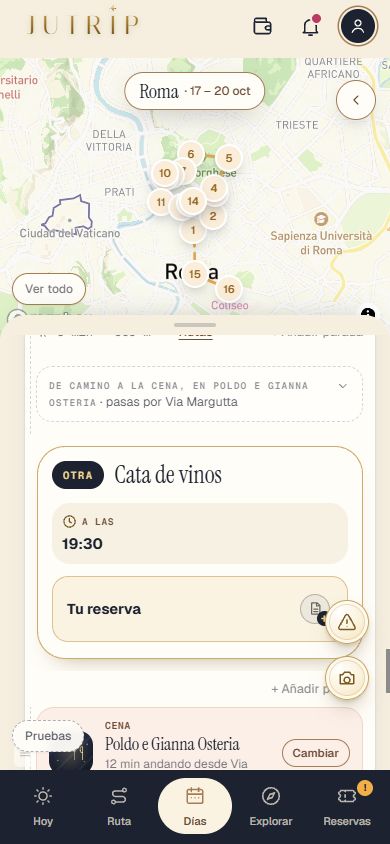 JUTRIP
QUARTIERE
AFRICANO
Roma · 17 – 20 oct
TRIESTE
DELLA
VITTORIA
6
5
10
4
11
14
2
1
PRATI
Ciudad del Vaticano
Sapienza Università
di Roma
15
16
Ver todo
DE CAMINO A LA CENA, EN POLDO E GIANNA
OSTERIA · pasas por Via Margutta
OTRA
Cata de vinos
A LAS
19:30
Tu reserva
+ Añadir
CENA
Poldo e Gianna Osteria
12 min andando desde Via
Cambiar
Pruebas
Hoy
Ruta
Días
Explorar
Reservas
!